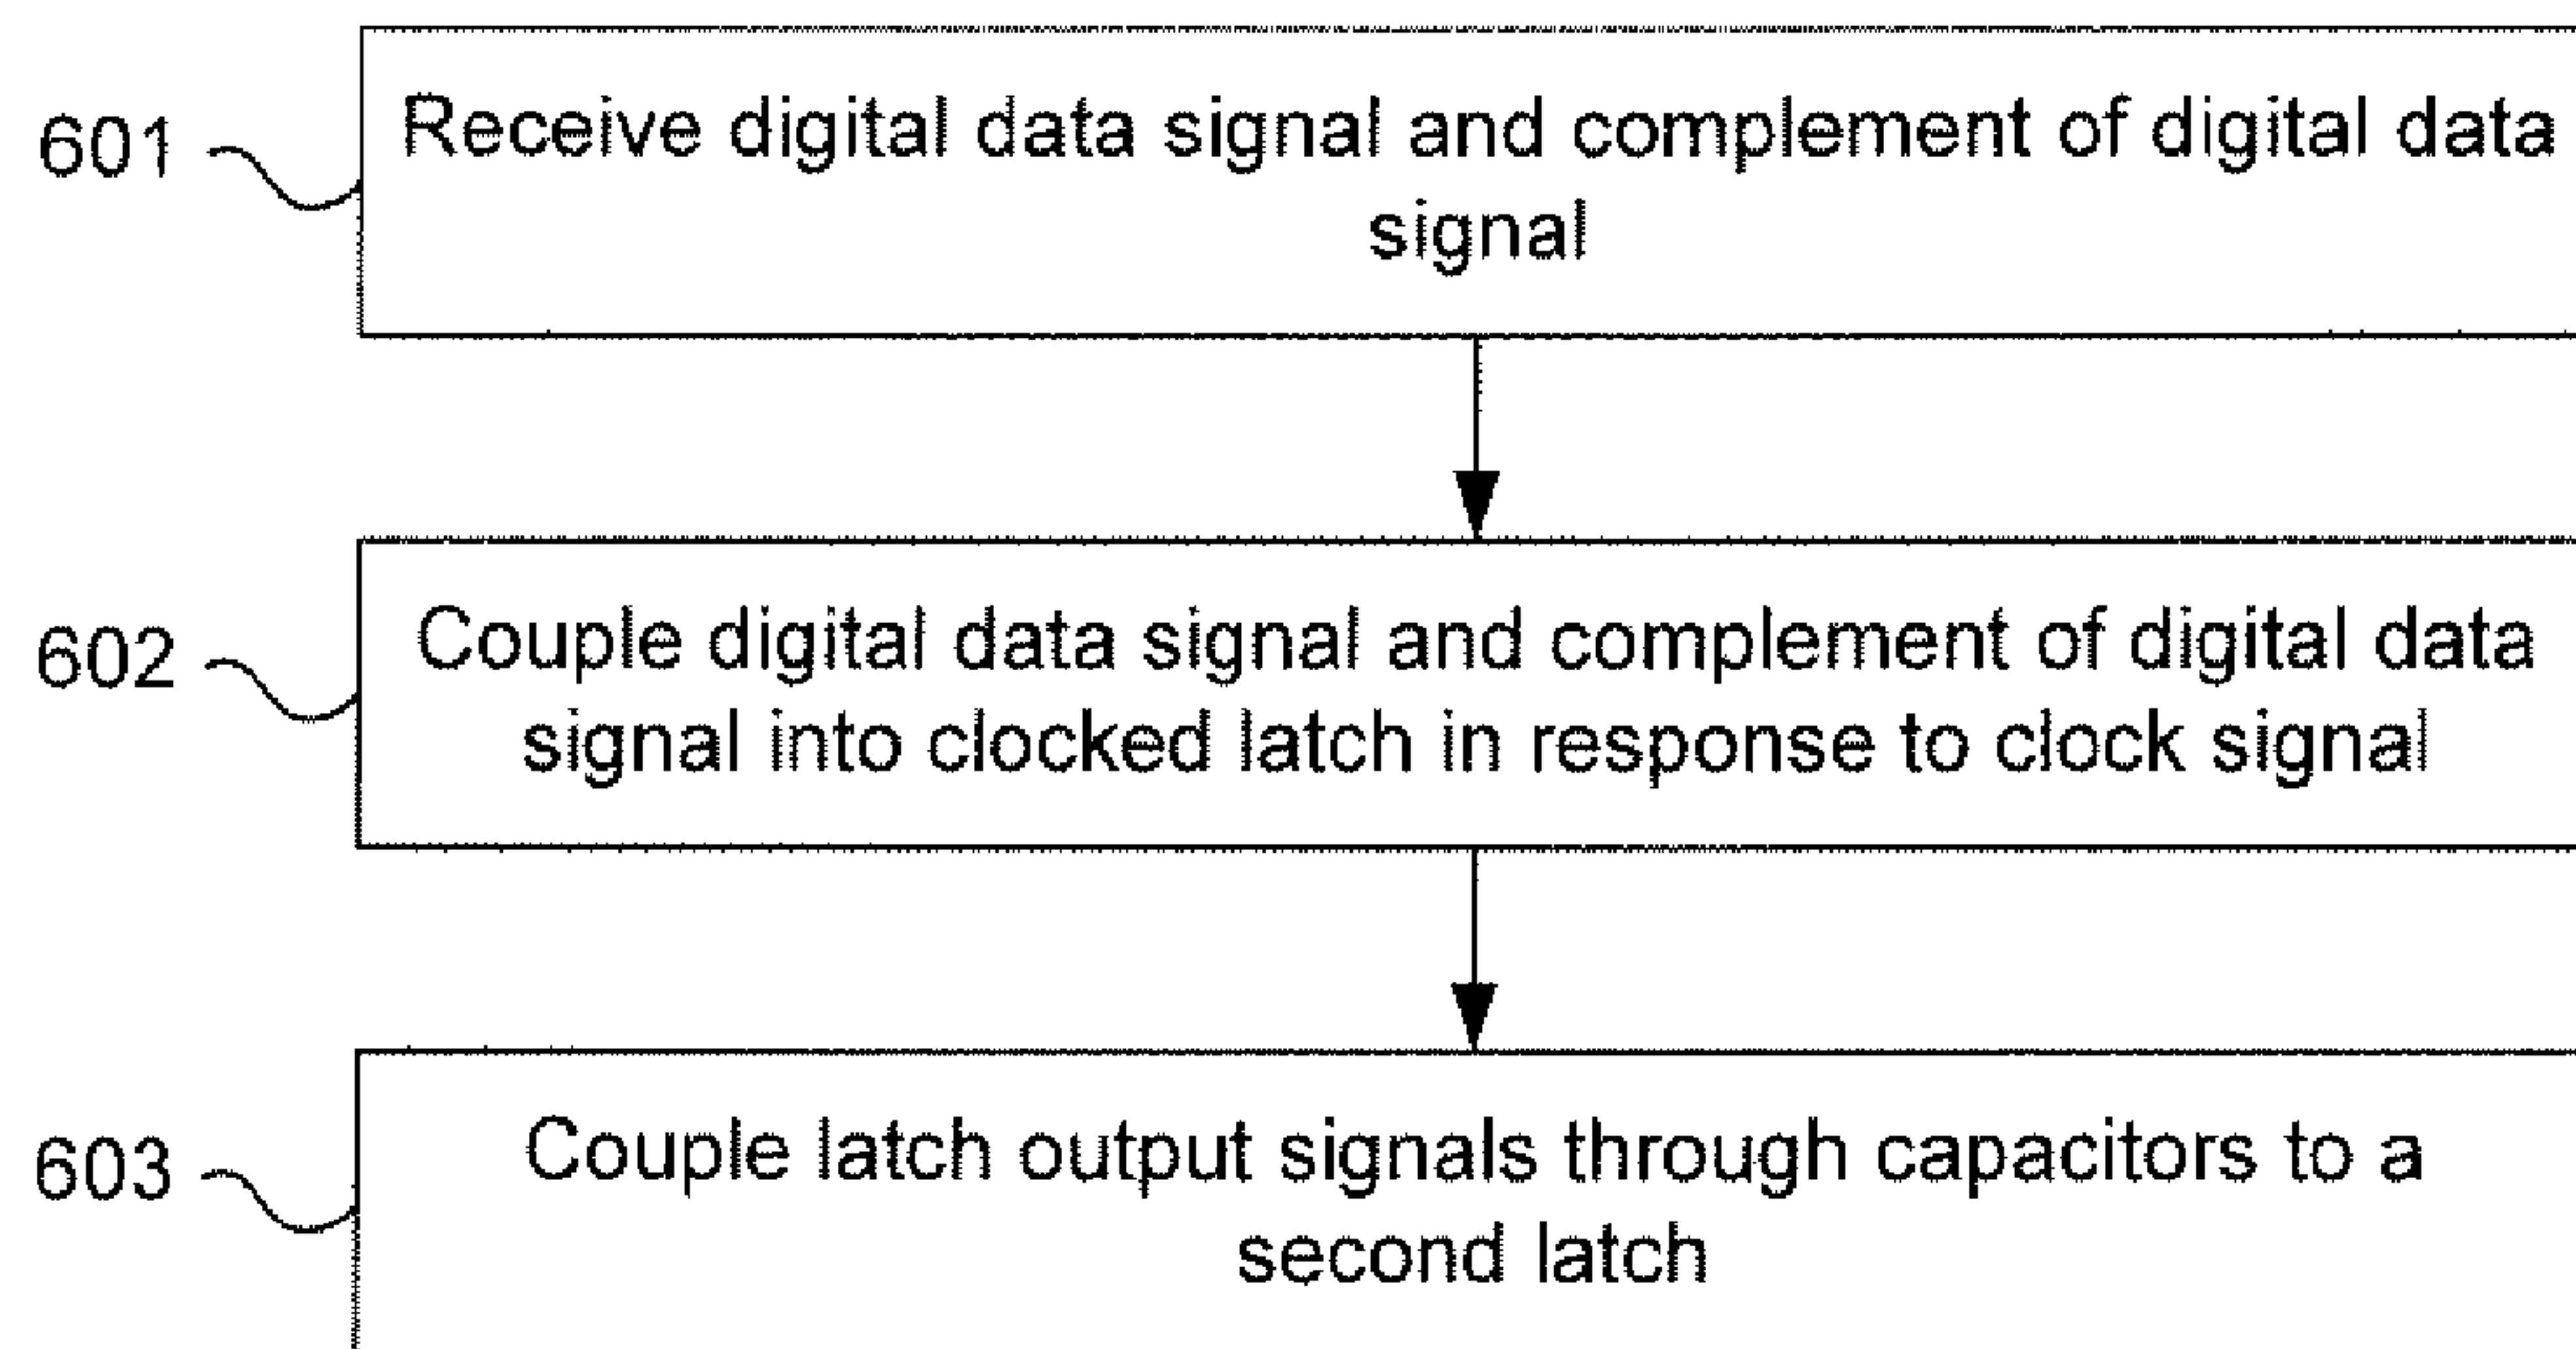 601
Receive digital data signal and complement of digital data
signal
602
Couple digital data signal and complement of digital data
signal into clocked latch in response to clock signal
603
Couple latch output signals through capacitors to a
second latch